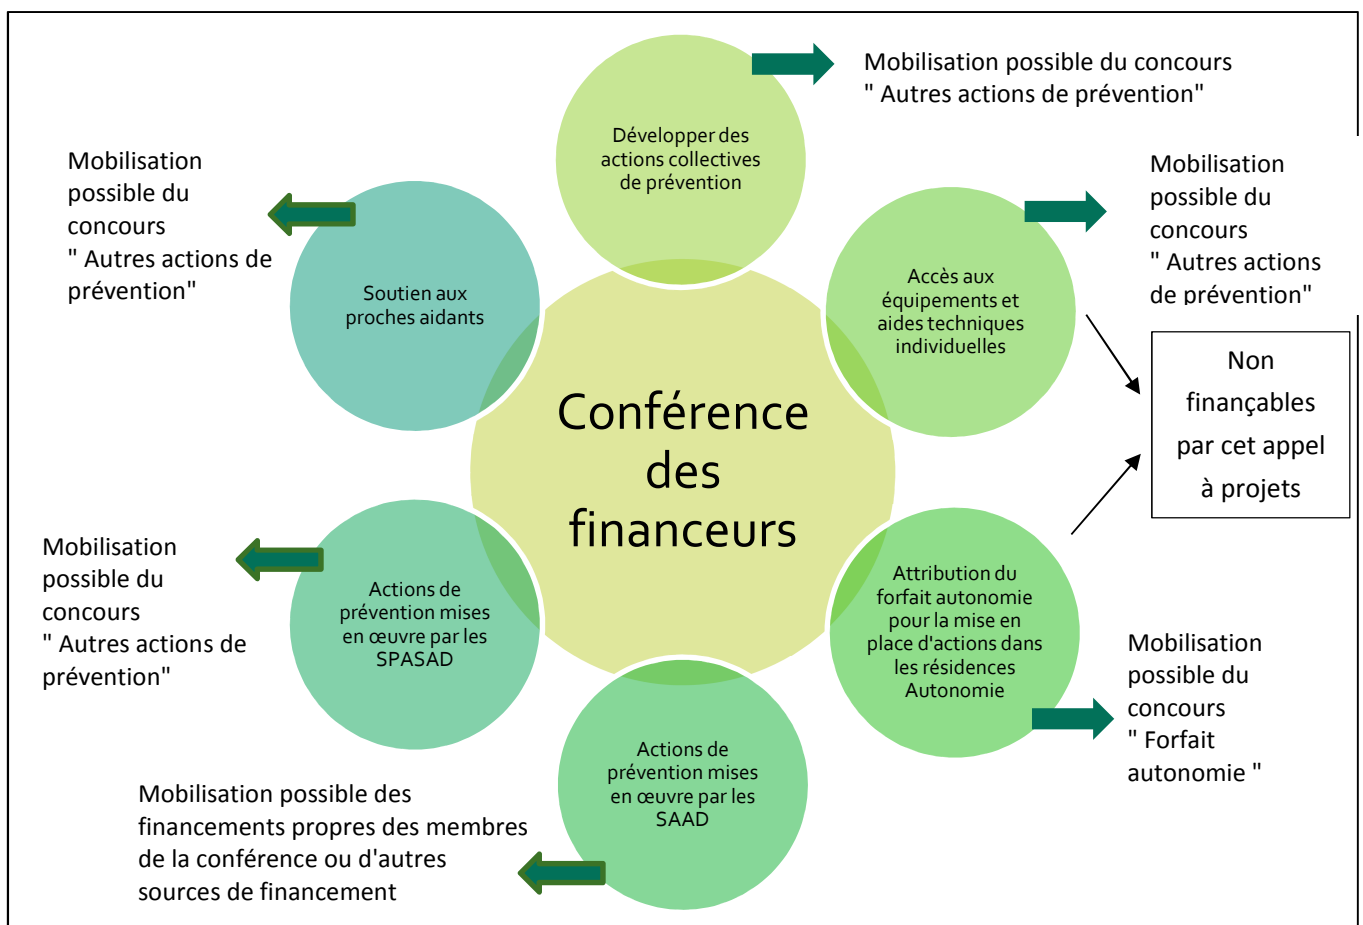 Mobilisation possible du concours
" Autres actions de prévention"
Développer des
actions collectives
de prévention
Mobilisation
possible du
concours
" Autres actions de
prévention"
Mobilisation
possible du
concours
" Autres actions
de prévention"
Soutien aux
proches aidants
Accès aux
équipements et
aides techniques
individuelles
Non
finançables
par cet appel
à projets
Conférence
des
financeurs
Mobilisation
possible du
concours
" Autres actions de
prévention"
Actions de
prévention mises
en œuvre par les
SPASAD
Attribution du
forfait autonomie
pour la mise en
place d'actions dans
les résidences
Autonomie
Mobilisation
possible du
concours
" Forfait
autonomie "
Actions de
prévention mises
en œuvre par les
SAAD
Mobilisation possible des
financements propres des membres
de la conférence ou d'autres
sources de financement